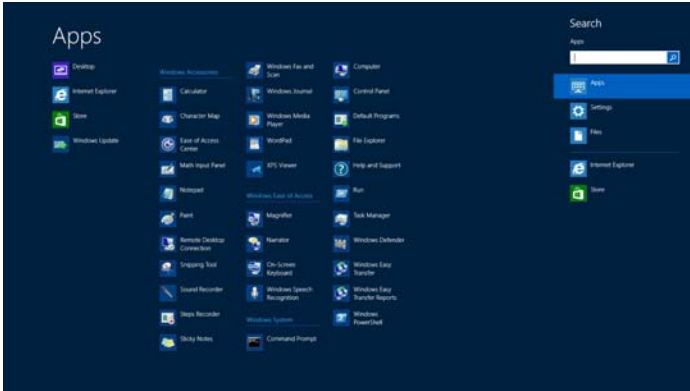 Apps
Desktop
Internet Explorer
Store
Windows Update
Windows Accessories
Calculator
Character Map
Ease of Access
Center
Math Input Panel
Notepad
Paint
Remote Desktop
Connection
Snipping Tool
Sound Recorder
Steps Recorder
Sticky Notes
Windows Fax and
Scan
Windows Journal
Windows Media
Player
WordPad
XPS Viewer
Windows Ease of Access
Magnifier
Narrator
On-Screen
Keyboard
Windows Speech
Recognition
Windows System
Command Prompt
Computer
Control Panel
Default Programs
File Explorer
Help and Support
Run
Task Manager
Windows Defender
Windows Easy
Transfer
Windows Easy
Transfer Reports
Windows
PowerShell
Search
Apps
Apps
Settings
Files
Internet Explorer
Store